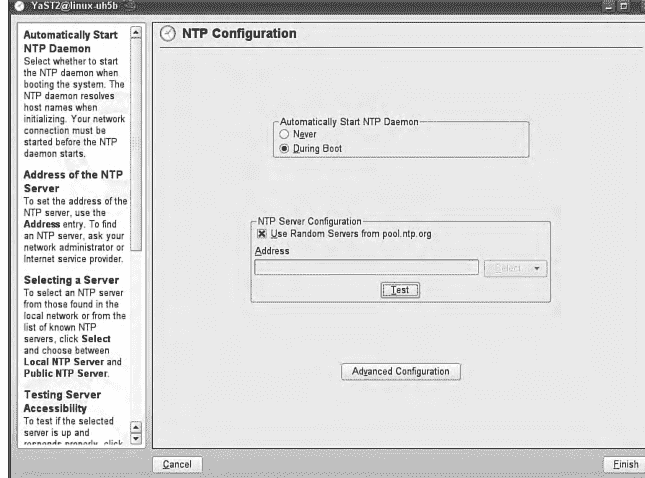 YaST2@linux-uh5b
Automatically Start
NTP Daemon
Select whether to start
the NTP daemon when
booting the system. The
NTP daemon resolves
host names when
initializing. Your network
connection must be
started before the NTP
daemon starts.
Address of the NTP
Server
To set the address of the
NTP server, use the
Address entry. To find
an NTP server, ask your
network administrator or
Internet service provider.
Selecting a Server
To select an NTP server
from those found in the
local network or from the
list of known NTP
servers, click Select
and choose between
Local NTP Server and
Public NTP Server.
Testing Server
Accessibility
To test if the selected
server is up and
responds properly, click
NTP Configuration
Automatically Start NTP Daemon
Never
During Boot
NTP Server Configuration
Use Random Servers from pool.ntp.org
Address
Select
Test
Advanced Configuration
Cancel
Finish